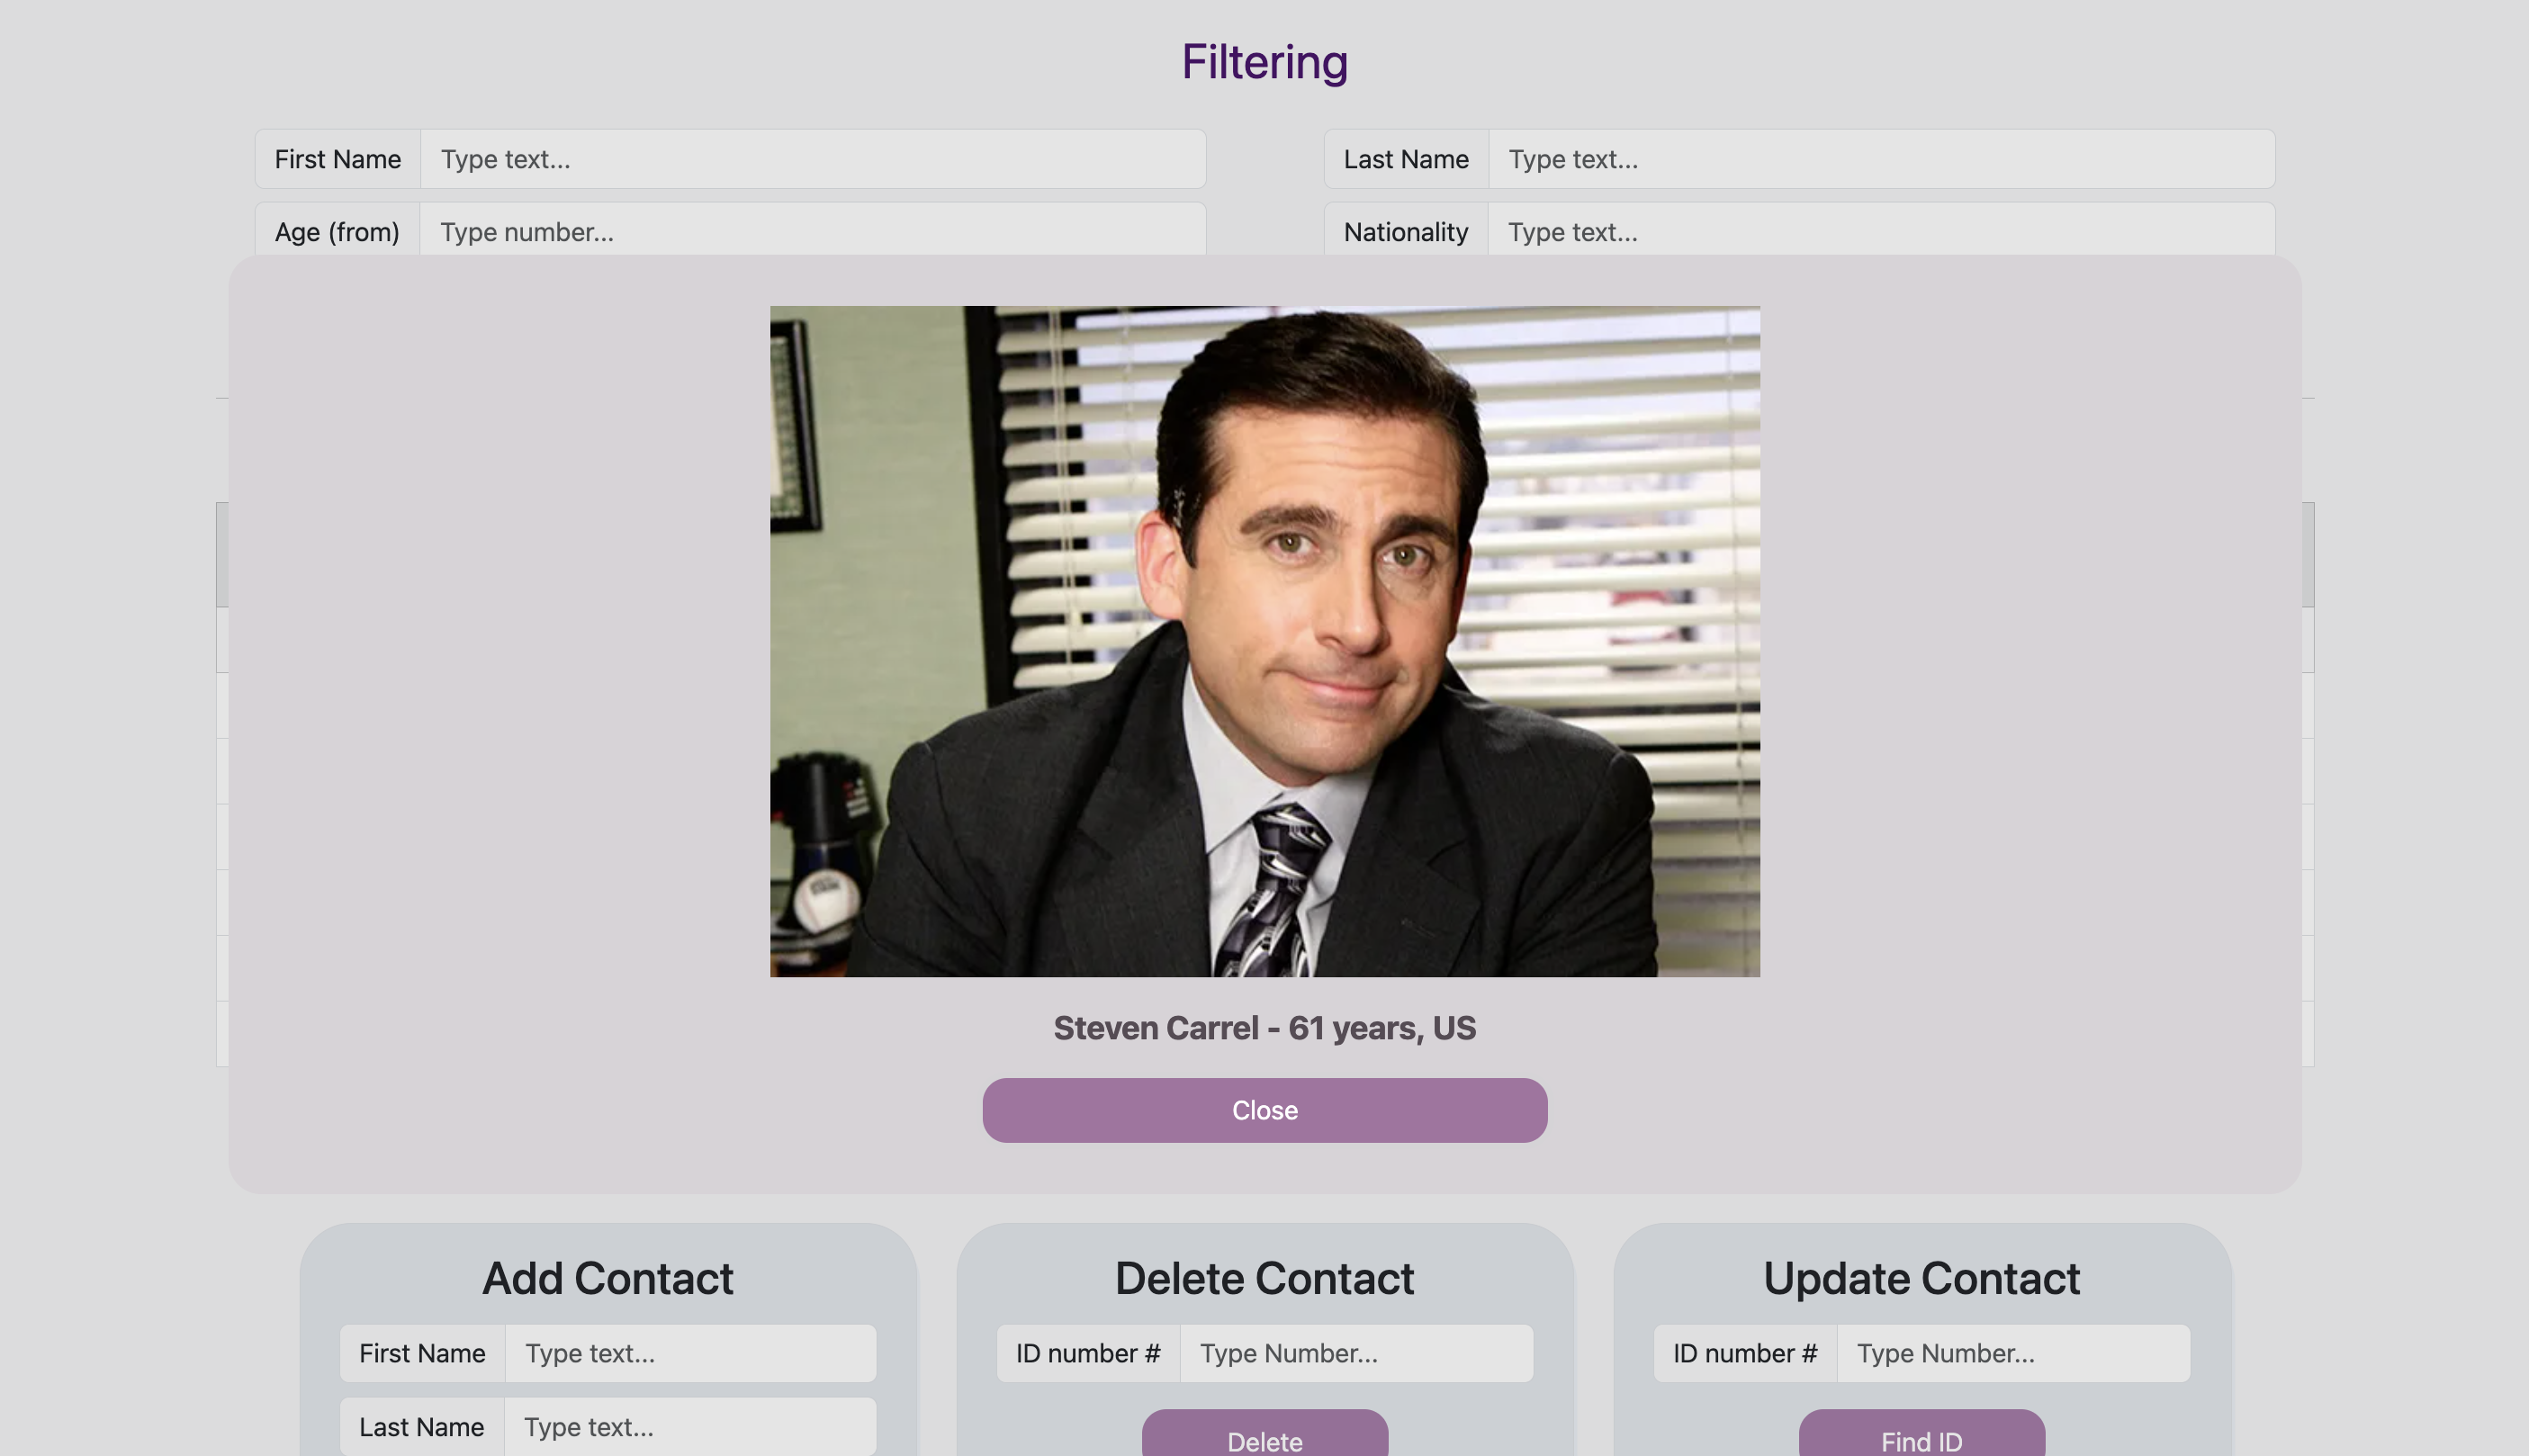 Filtering
First Name Type text...
Last Name Type text...
Age (from) Type number...
Nationality Type text...
Steven Carrel - 61 years, US
Close
Add Contact
First Name Type text...
Last Name Type text...
Delete Contact
ID number # Type Number...
Delete
Update Contact
ID number # Type Number...
Find ID